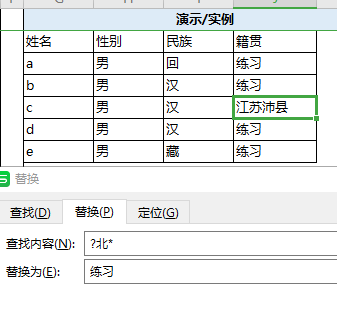 演示/实例
姓名 性别 民族 籍贯
a 男 回 练习
b 男 汉 练习
c 男 汉 江苏沛县
d 男 汉 练习
e 男 藏 练习
替换
查找(D) 替换(P) 定位(G)
查找内容(N): ?北*
替换为(E): 练习